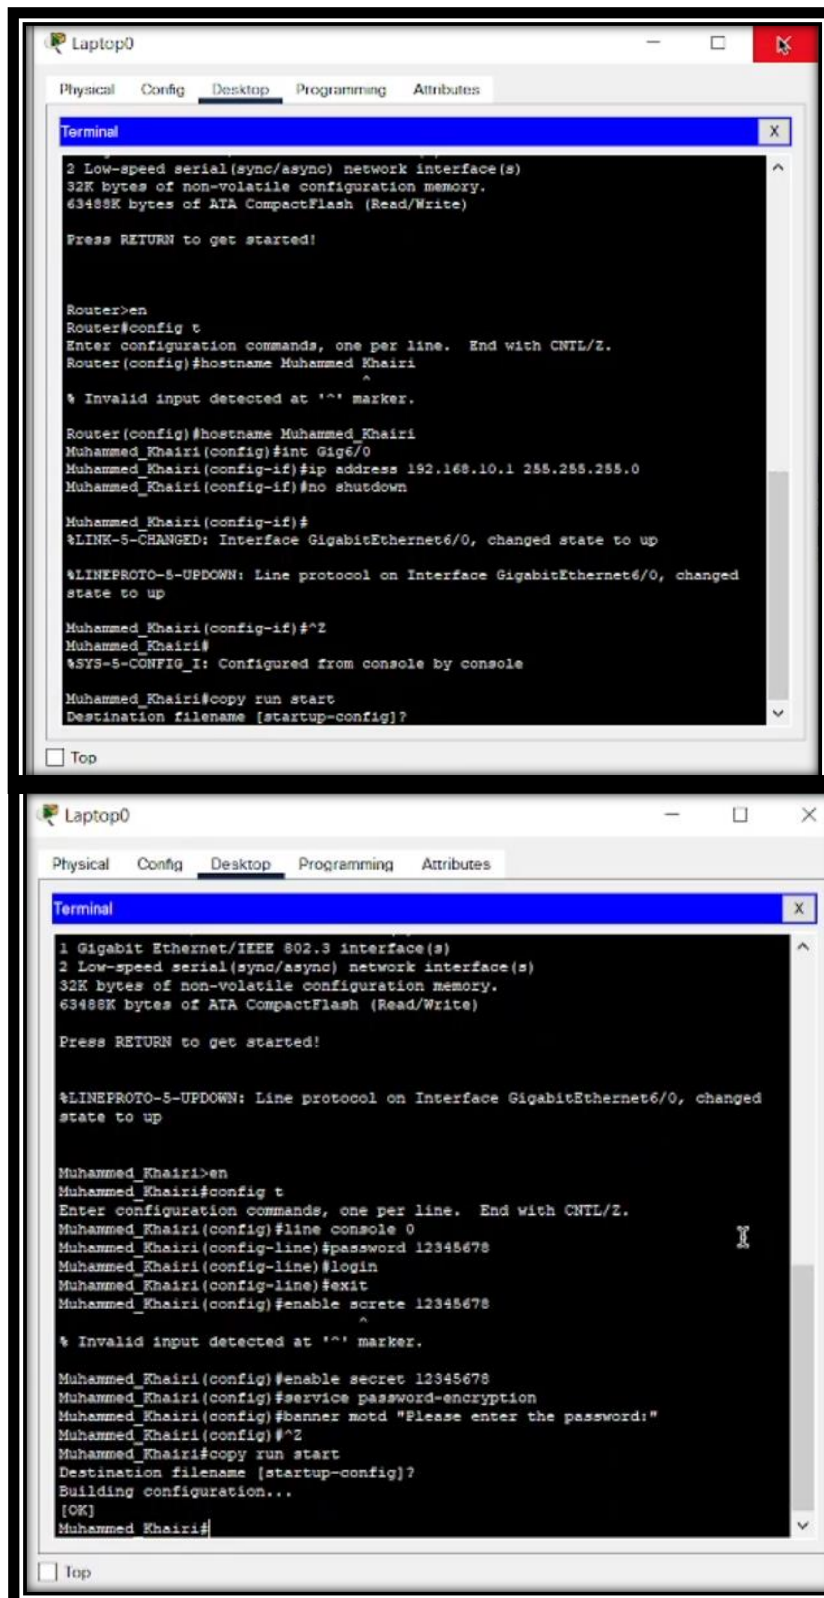 Laptop0
Physical Config Desktop Programming Attributes
Terminal X
2 Low-speed serial(sync/async) network interface(s)
32K bytes of non-volatile configuration memory.
63488K bytes of ATA CompactFlash (Read/Write)
Press RETURN to get started!
Router>en
Router#config t
Enter configuration commands, one per line.  End with CNTL/Z.
Router(config)#hostname Muhammed Khairi
^
% Invalid input detected at '^' marker.
Router(config)#hostname Muhammed_Khairi
Muhammed_Khairi(config)#int Gig6/0
Muhammed_Khairi(config-if)#ip address 192.168.10.1 255.255.255.0
Muhammed_Khairi(config-if)#no shutdown
Muhammed_Khairi(config-if)#
%LINK-5-CHANGED: Interface GigabitEthernet6/0, changed state to up
%LINEPROTO-5-UPDOWN: Line protocol on Interface GigabitEthernet6/0, changed
state to up
Muhammed_Khairi(config-if)#^Z
Muhammed_Khairi#
%SYS-5-CONFIG_I: Configured from console by console
Muhammed_Khairi#copy run start
Destination filename [startup-config]?
Top
Laptop0
Physical Config Desktop Programming Attributes
Terminal X
1 Gigabit Ethernet/IEEE 802.3 interface(s)
2 Low-speed serial(sync/async) network interface(s)
32K bytes of non-volatile configuration memory.
63488K bytes of ATA CompactFlash (Read/Write)
Press RETURN to get started!
%LINEPROTO-5-UPDOWN: Line protocol on Interface GigabitEthernet6/0, changed
state to up
Muhammed_Khairi>en
Muhammed_Khairi#config t
Enter configuration commands, one per line.  End with CNTL/Z.
Muhammed_Khairi(config)#line console 0
Muhammed_Khairi(config-line)#password 12345678
Muhammed_Khairi(config-line)#login
Muhammed_Khairi(config-line)#exit
Muhammed_Khairi(config)#enable screte 12345678
^
% Invalid input detected at '^' marker.
Muhammed_Khairi(config)#enable secret 12345678
Muhammed_Khairi(config)#service password-encryption
Muhammed_Khairi(config)#banner motd "Please enter the password:"
Muhammed_Khairi(config)#^Z
Muhammed_Khairi#copy run start
Destination filename [startup-config]?
Building configuration...
[OK]
Muhammed_Khairi#
Top